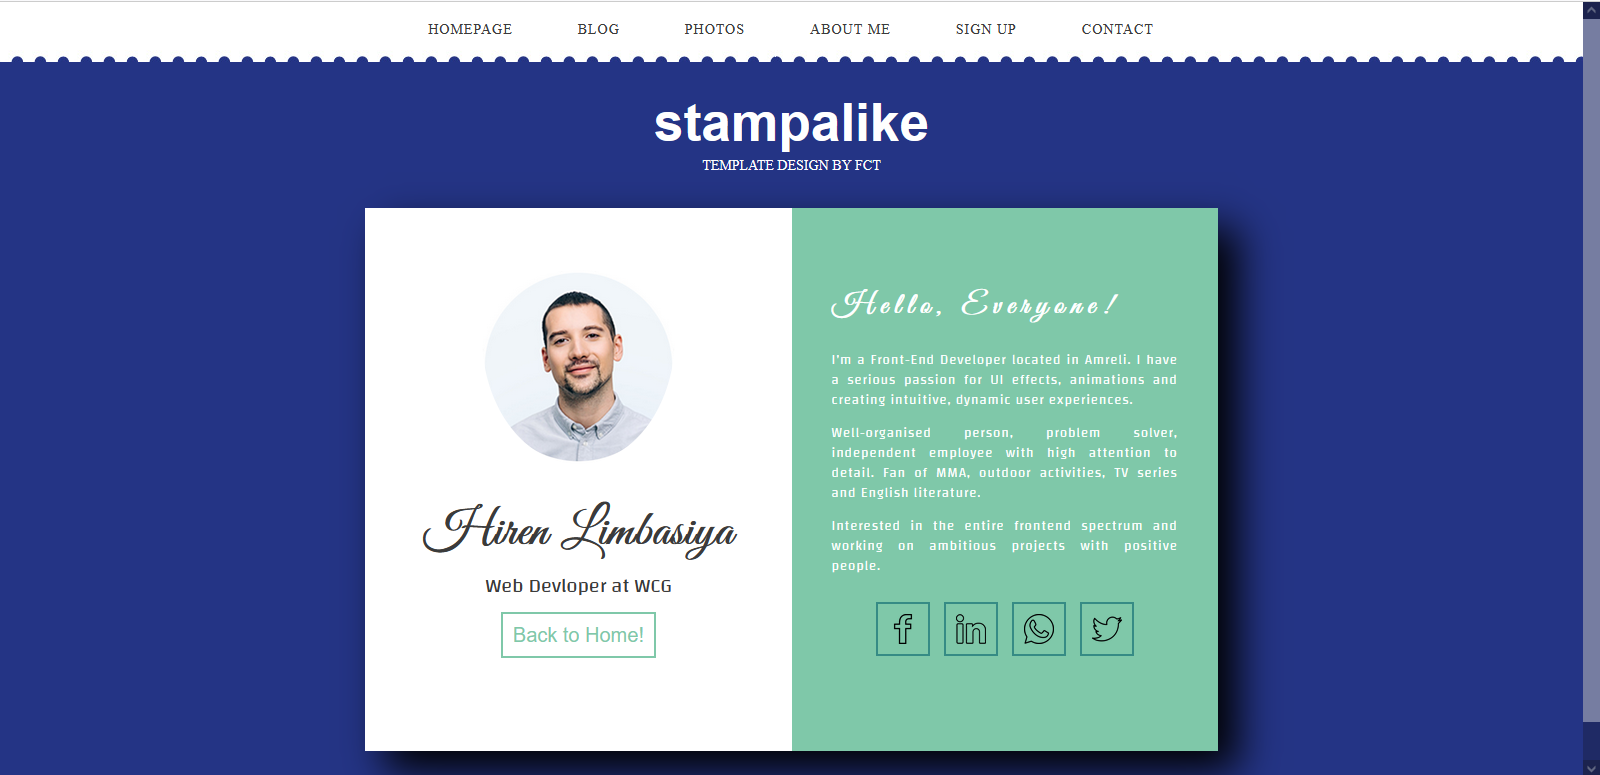 HOMEPAGE BLOG PHOTOS ABOUT ME SIGN UP CONTACT
stampalike
TEMPLATE DESIGN BY FCT
Hiren Limbasiya
Web Devloper at WCG
Back to Home!
Hello, Everyone!
I'm a Front-End Developer located in Amreli. I have
a serious passion for UI effects, animations and
creating intuitive, dynamic user experiences.
Well-organised person, problem solver,
independent employee with high attention to
detail. Fan of MMA, outdoor activities, TV series
and English literature.
Interested in the entire frontend spectrum and
working on ambitious projects with positive
people.